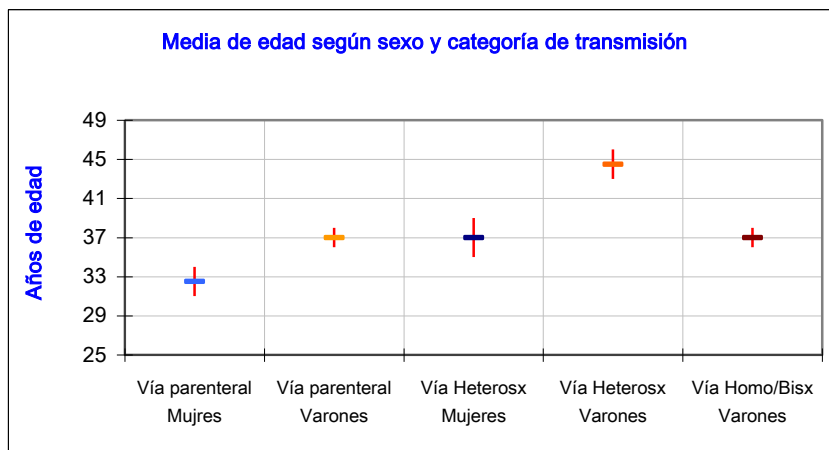 Media de edad según sexo y categoría de transmisión
Años de edad
49
45
41
37
33
29
25
Vía parenteral
Mujres
Vía parenteral
Varones
Vía Heterosx
Mujeres
Vía Heterosx
Varones
Vía Homo/Bisx
Varones